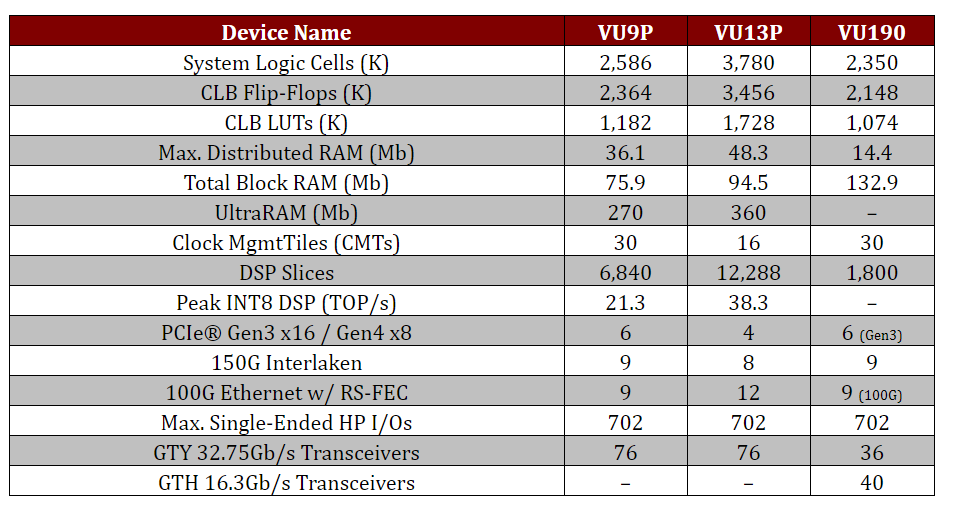 Device Name VU9P VU13P VU190
System Logic Cells (K) 2,586 3,780 2,350
CLB Flip-Flops (K) 2,364 3,456 2,148
CLB LUTs (K) 1,182 1,728 1,074
Max. Distributed RAM (Mb) 36.1 48.3 14.4
Total Block RAM (Mb) 75.9 94.5 132.9
UltraRAM (Mb) 270 360 –
Clock MgmtTiles (CMTs) 30 16 30
DSP Slices 6,840 12,288 1,800
Peak INT8 DSP (TOP/s) 21.3 38.3 –
PCIe® Gen3 x16 / Gen4 x8 6 4 6 (Gen3)
150G Interlaken 9 8 9
100G Ethernet w/ RS-FEC 9 12 9 (100G)
Max. Single-Ended HP I/Os 702 702 702
GTY 32.75Gb/s Transceivers 76 76 36
GTH 16.3Gb/s Transceivers – – 40